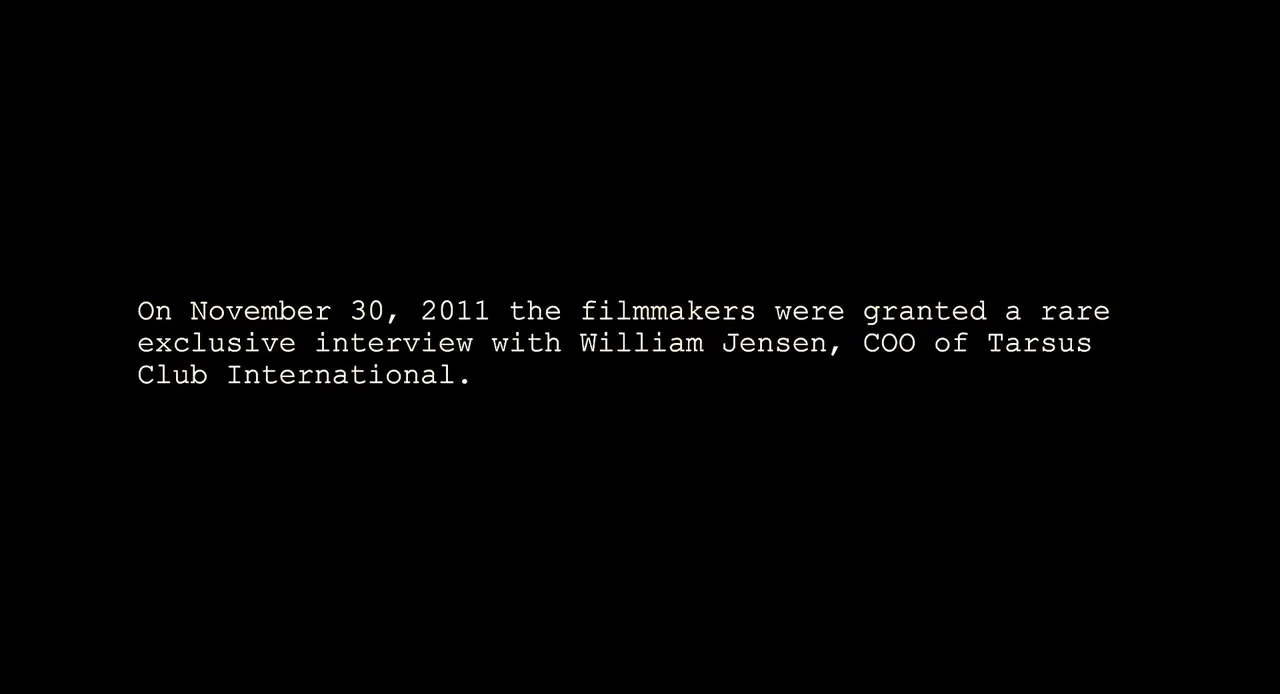 On November 30, 2011 the filmmakers were granted a rare
exclusive interview with William Jensen, COO of Tarsus
Club International.